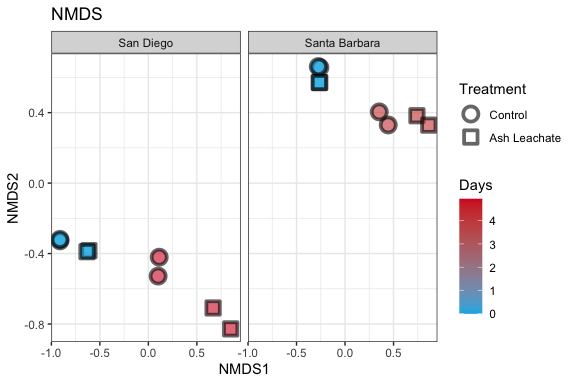 NMDS
San Diego Santa Barbara
0.4
0.0
-0.4
-0.8
NMDS2
-1.0 -0.5 0.0 0.5 -1.0 -0.5 0.0 0.5
NMDS1
Treatment
Control
Ash Leachate
Days
4
3
2
1
0